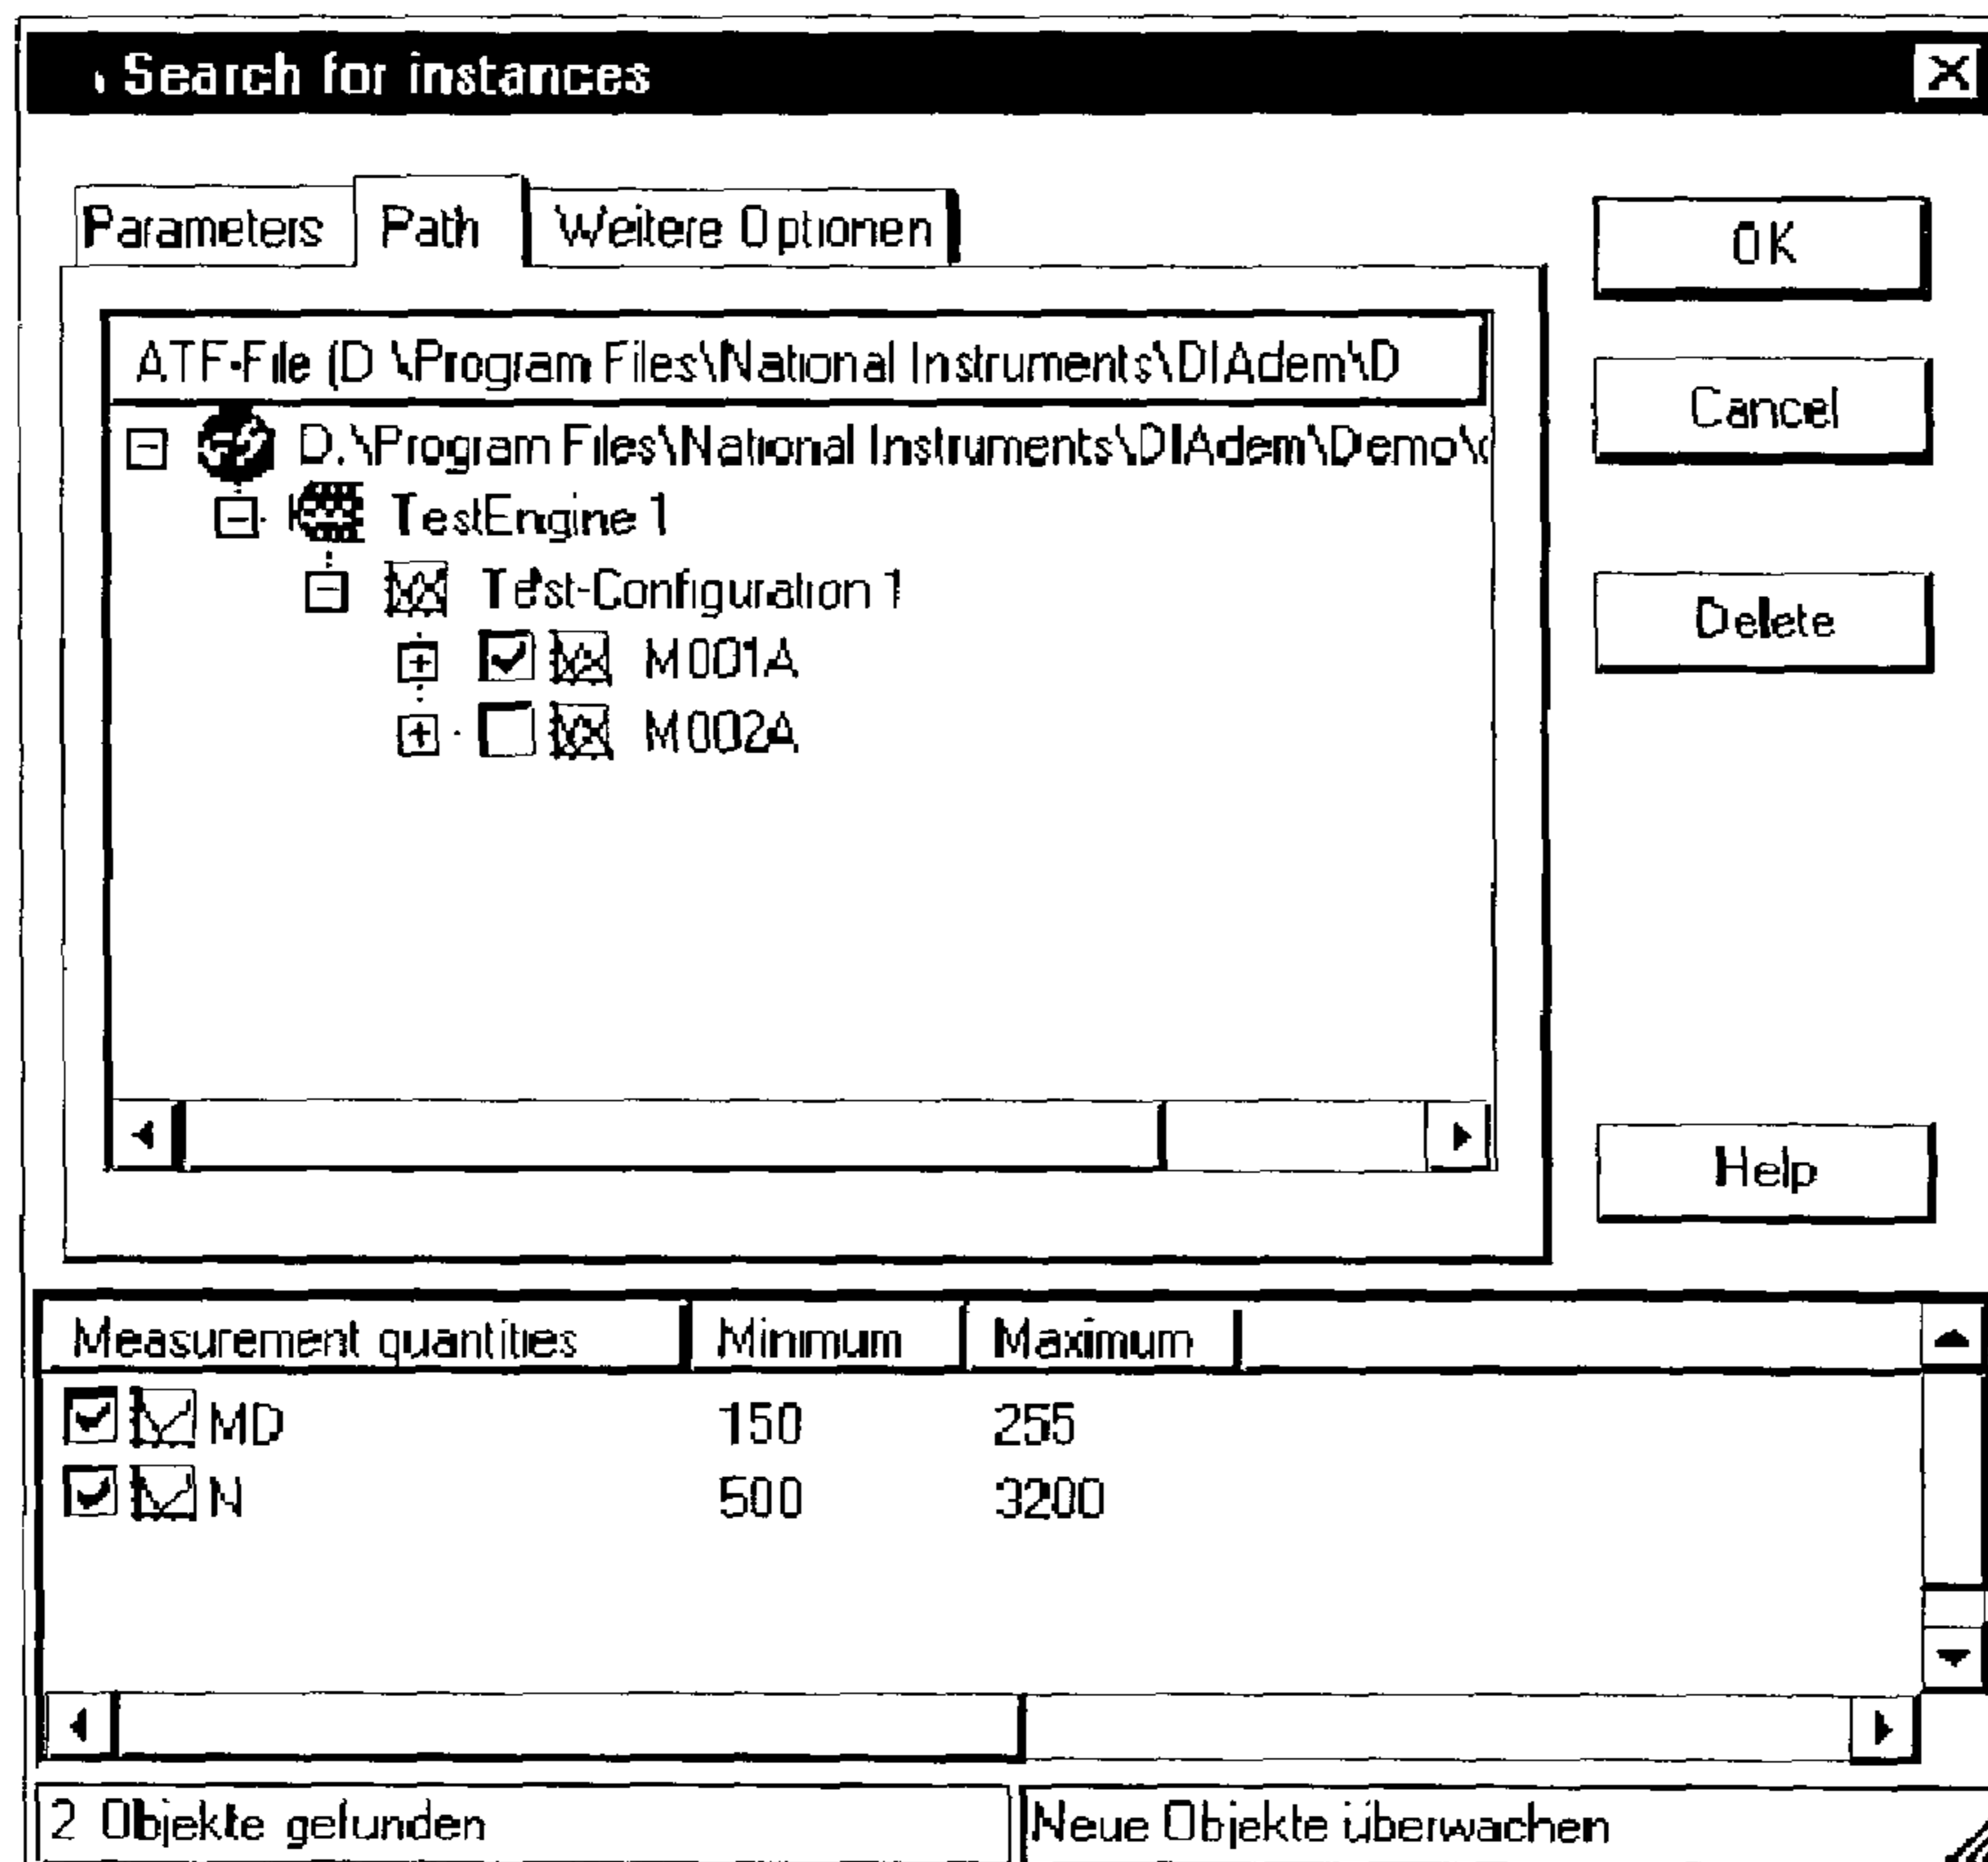 Search for instances
Parameters Path Weitere Optionen
OK
ATF-File (D \Program Files\National Instruments\DIAdem\D
Cancel
D.\Program Files\National Instruments\DIAdem\Demo\
TestEngine 1
Test-Configuration 1
Delete
M001A
M002A
Help
Measurement quantities Minimum Maximum
MD 150 255
N 500 3200
2 Objekte gefunden Neue Objekte überwachen